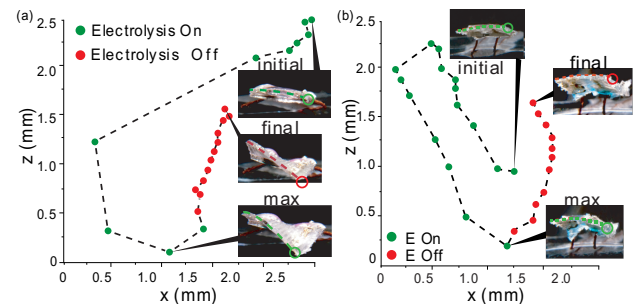 (a)
Electrolysis On
Electrolysis Off
initial
final
max
z (mm)
2.5
2.0
1.5
1.0
0.5
0
0 0.5 1.0 1.5 2.0 2.5
x (mm)
(b)
initial
final
max
E On
E Off
z (mm)
2.5
2.0
1.5
1.0
0.5
0
0 0.5 1.0 1.5 2.0
x (mm)